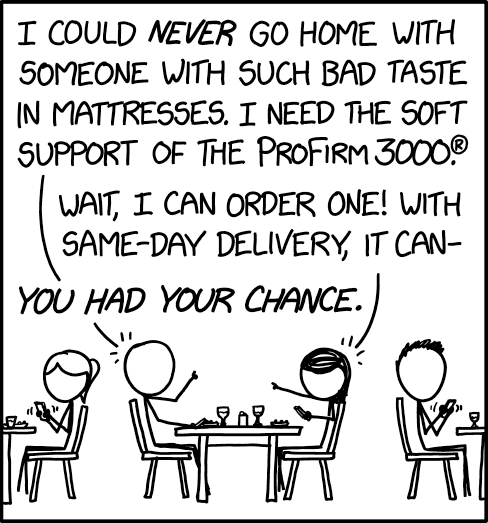 I COULD NEVER GO HOME WITH
SOMEONE WITH SUCH BAD TASTE
IN MATTRESSES. I NEED THE SOFT
SUPPORT OF THE PROFIRM 3000.®
WAIT, I CAN ORDER ONE! WITH
SAME-DAY DELIVERY, IT CAN-
YOU HAD YOUR CHANCE.